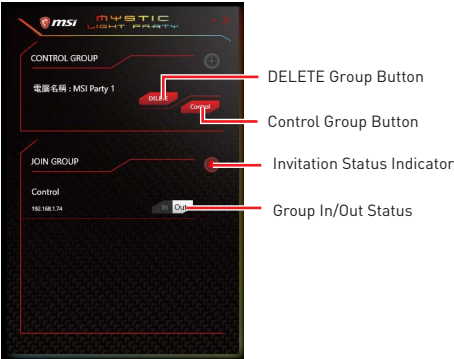 msi MYSTIC
LIGHT PARTY
CONTROL GROUP
電腦名稱 : MSI Party 1
DELETE
Control
JOIN GROUP
Control
192.168.1.74
In Out
DELETE Group Button
Control Group Button
Invitation Status Indicator
Group In/Out Status